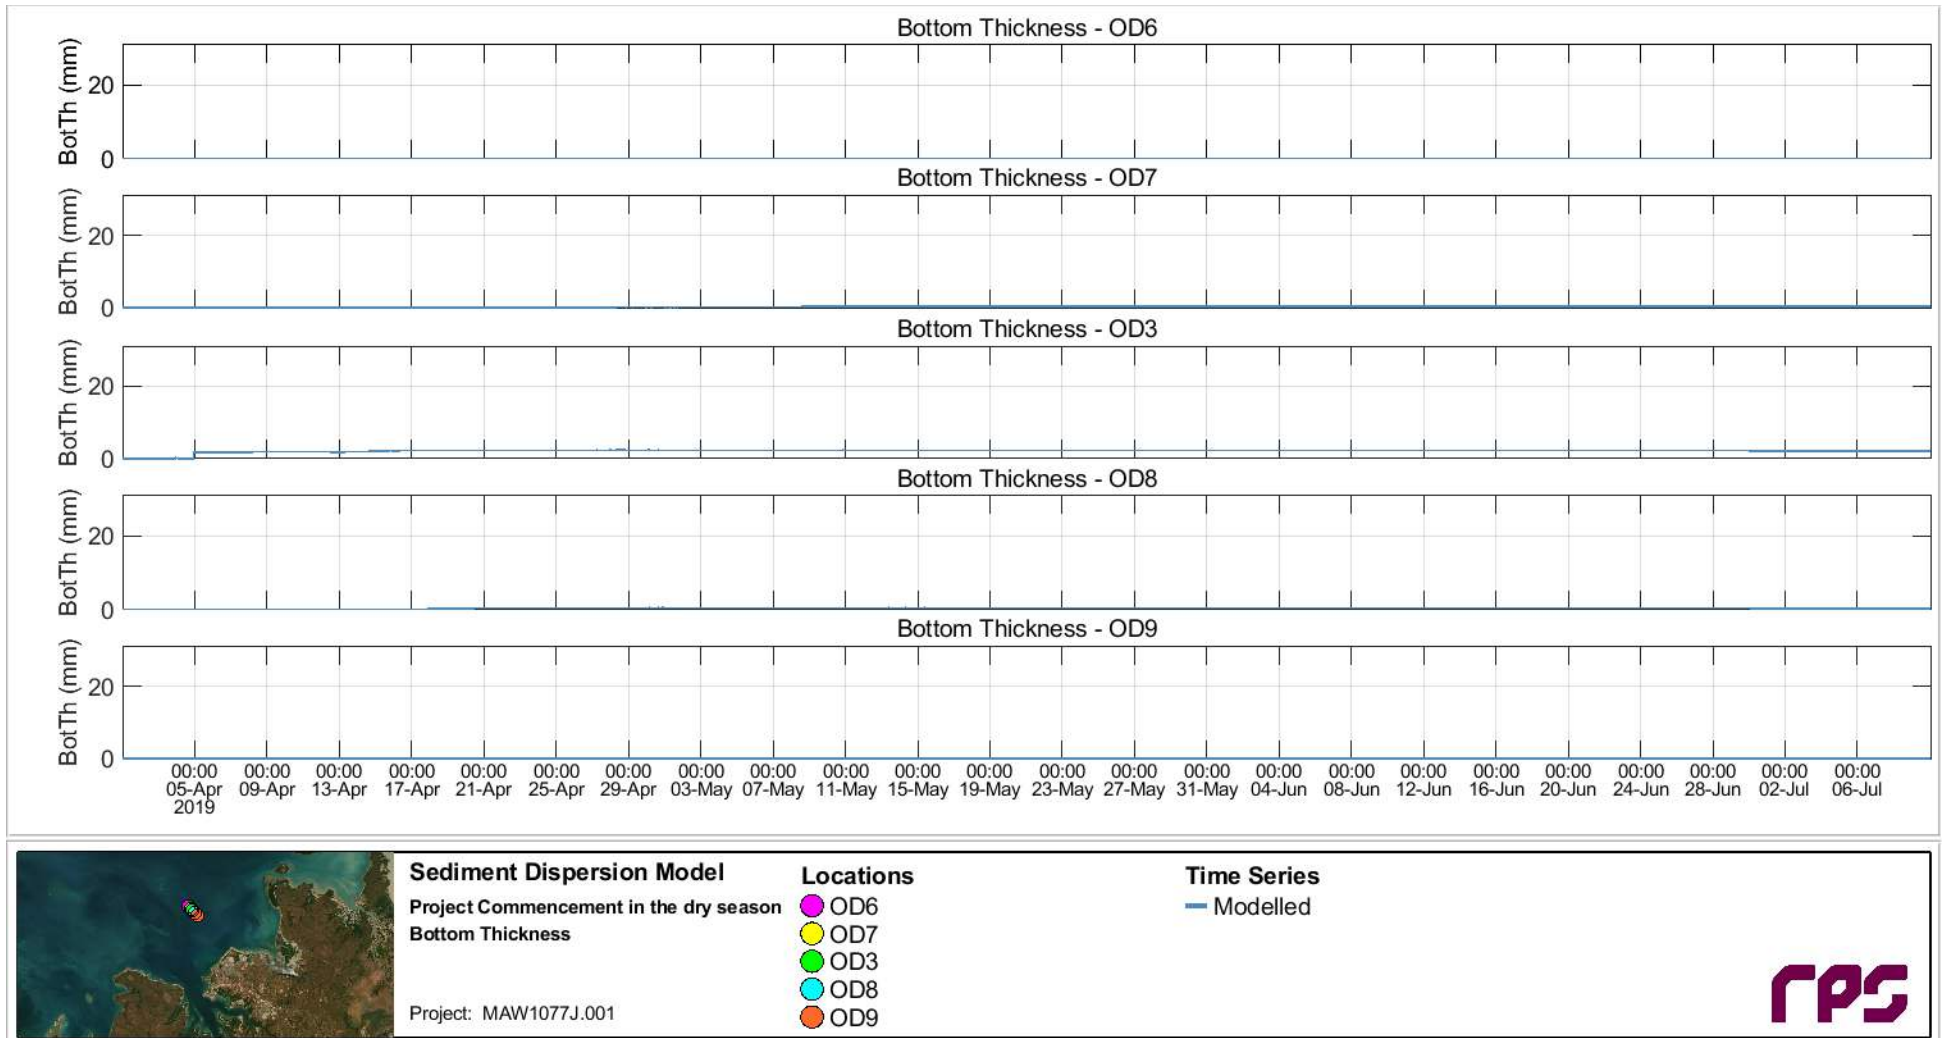 Bottom Thickness - OD6
BotTh (mm)
20
0
Bottom Thickness - OD7
BotTh (mm)
20
0
Bottom Thickness - OD3
BotTh (mm)
20
0
Bottom Thickness - OD8
BotTh (mm)
20
0
Bottom Thickness - OD9
BotTh (mm)
20
0
00:00 00:00 00:00 00:00 00:00 00:00 00:00 00:00 00:00 00:00 00:00 00:00 00:00 00:00 00:00 00:00 00:00 00:00 00:00 00:00 00:00 00:00 00:00 00:00
05-Apr 09-Apr 13-Apr 17-Apr 21-Apr 25-Apr 29-Apr 03-May 07-May 11-May 15-May 19-May 23-May 27-May 31-May 04-Jun 08-Jun 12-Jun 16-Jun 20-Jun 24-Jun 28-Jun 02-Jul 06-Jul
2019
Sediment Dispersion Model
Project Commencement in the dry season
Bottom Thickness
Project: MAW1077J.001
Locations
OD6
OD7
OD3
OD8
OD9
Time Series
Modelled
rps